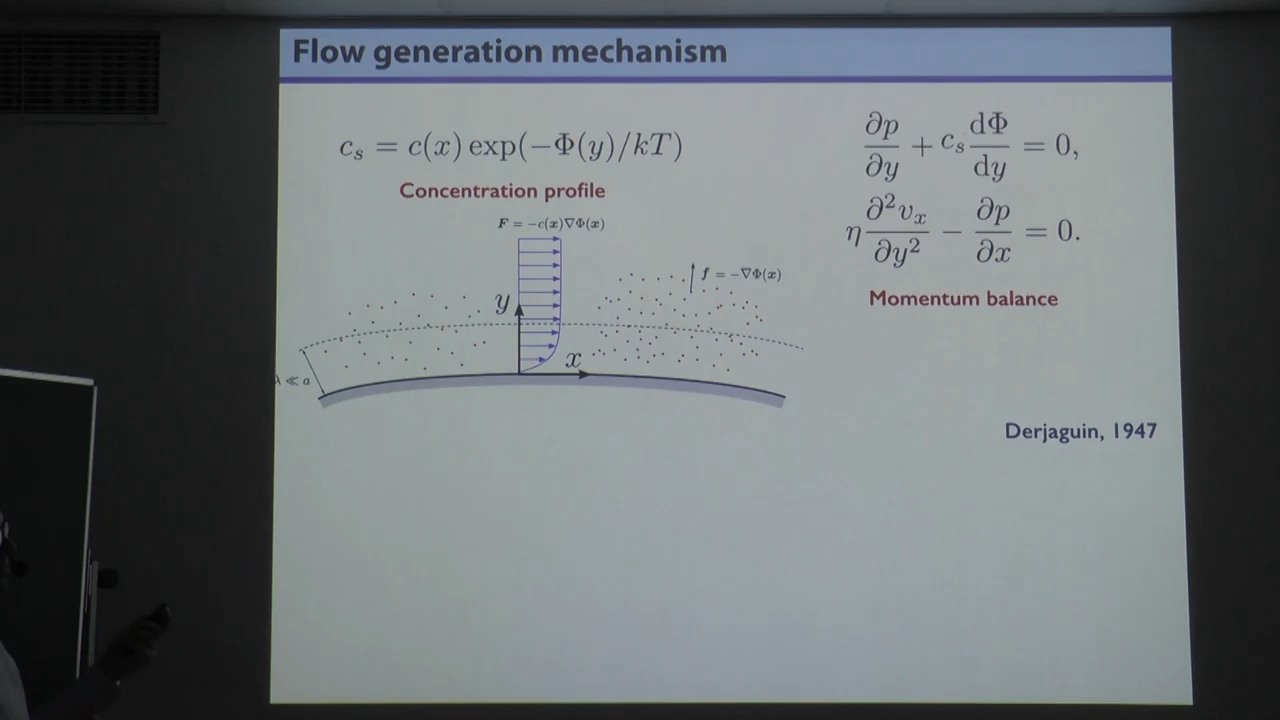 Flow generation mechanism
c_s = c(x) exp(−Φ(y)/kT)
Concentration profile
F = −c(x)∇Φ(x)
f = −∇Φ(x)
y
x
λ ≪ a
∂p/∂y + c_s dΦ/dy = 0,
η ∂²v_x/∂y² − ∂p/∂x = 0.
Momentum balance
Derjaguin, 1947